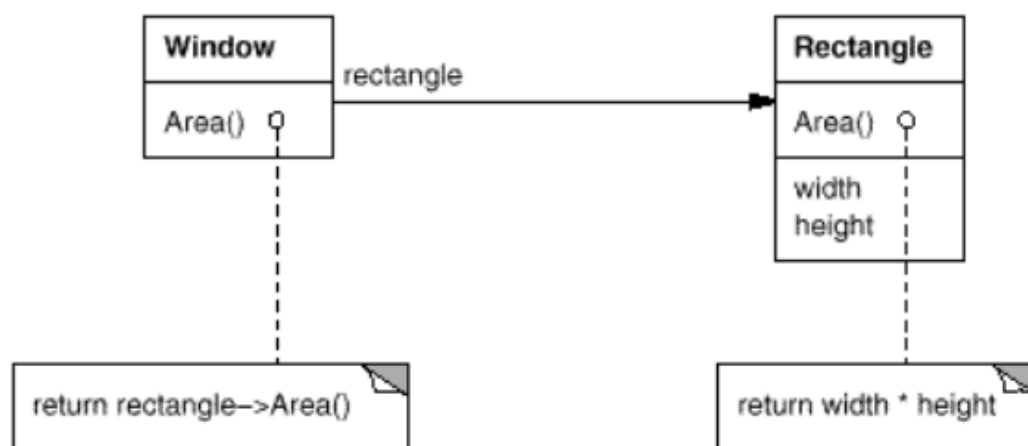 Window
Area()
rectangle
Rectangle
Area()
width
height
return rectangle–>Area()
return width * height